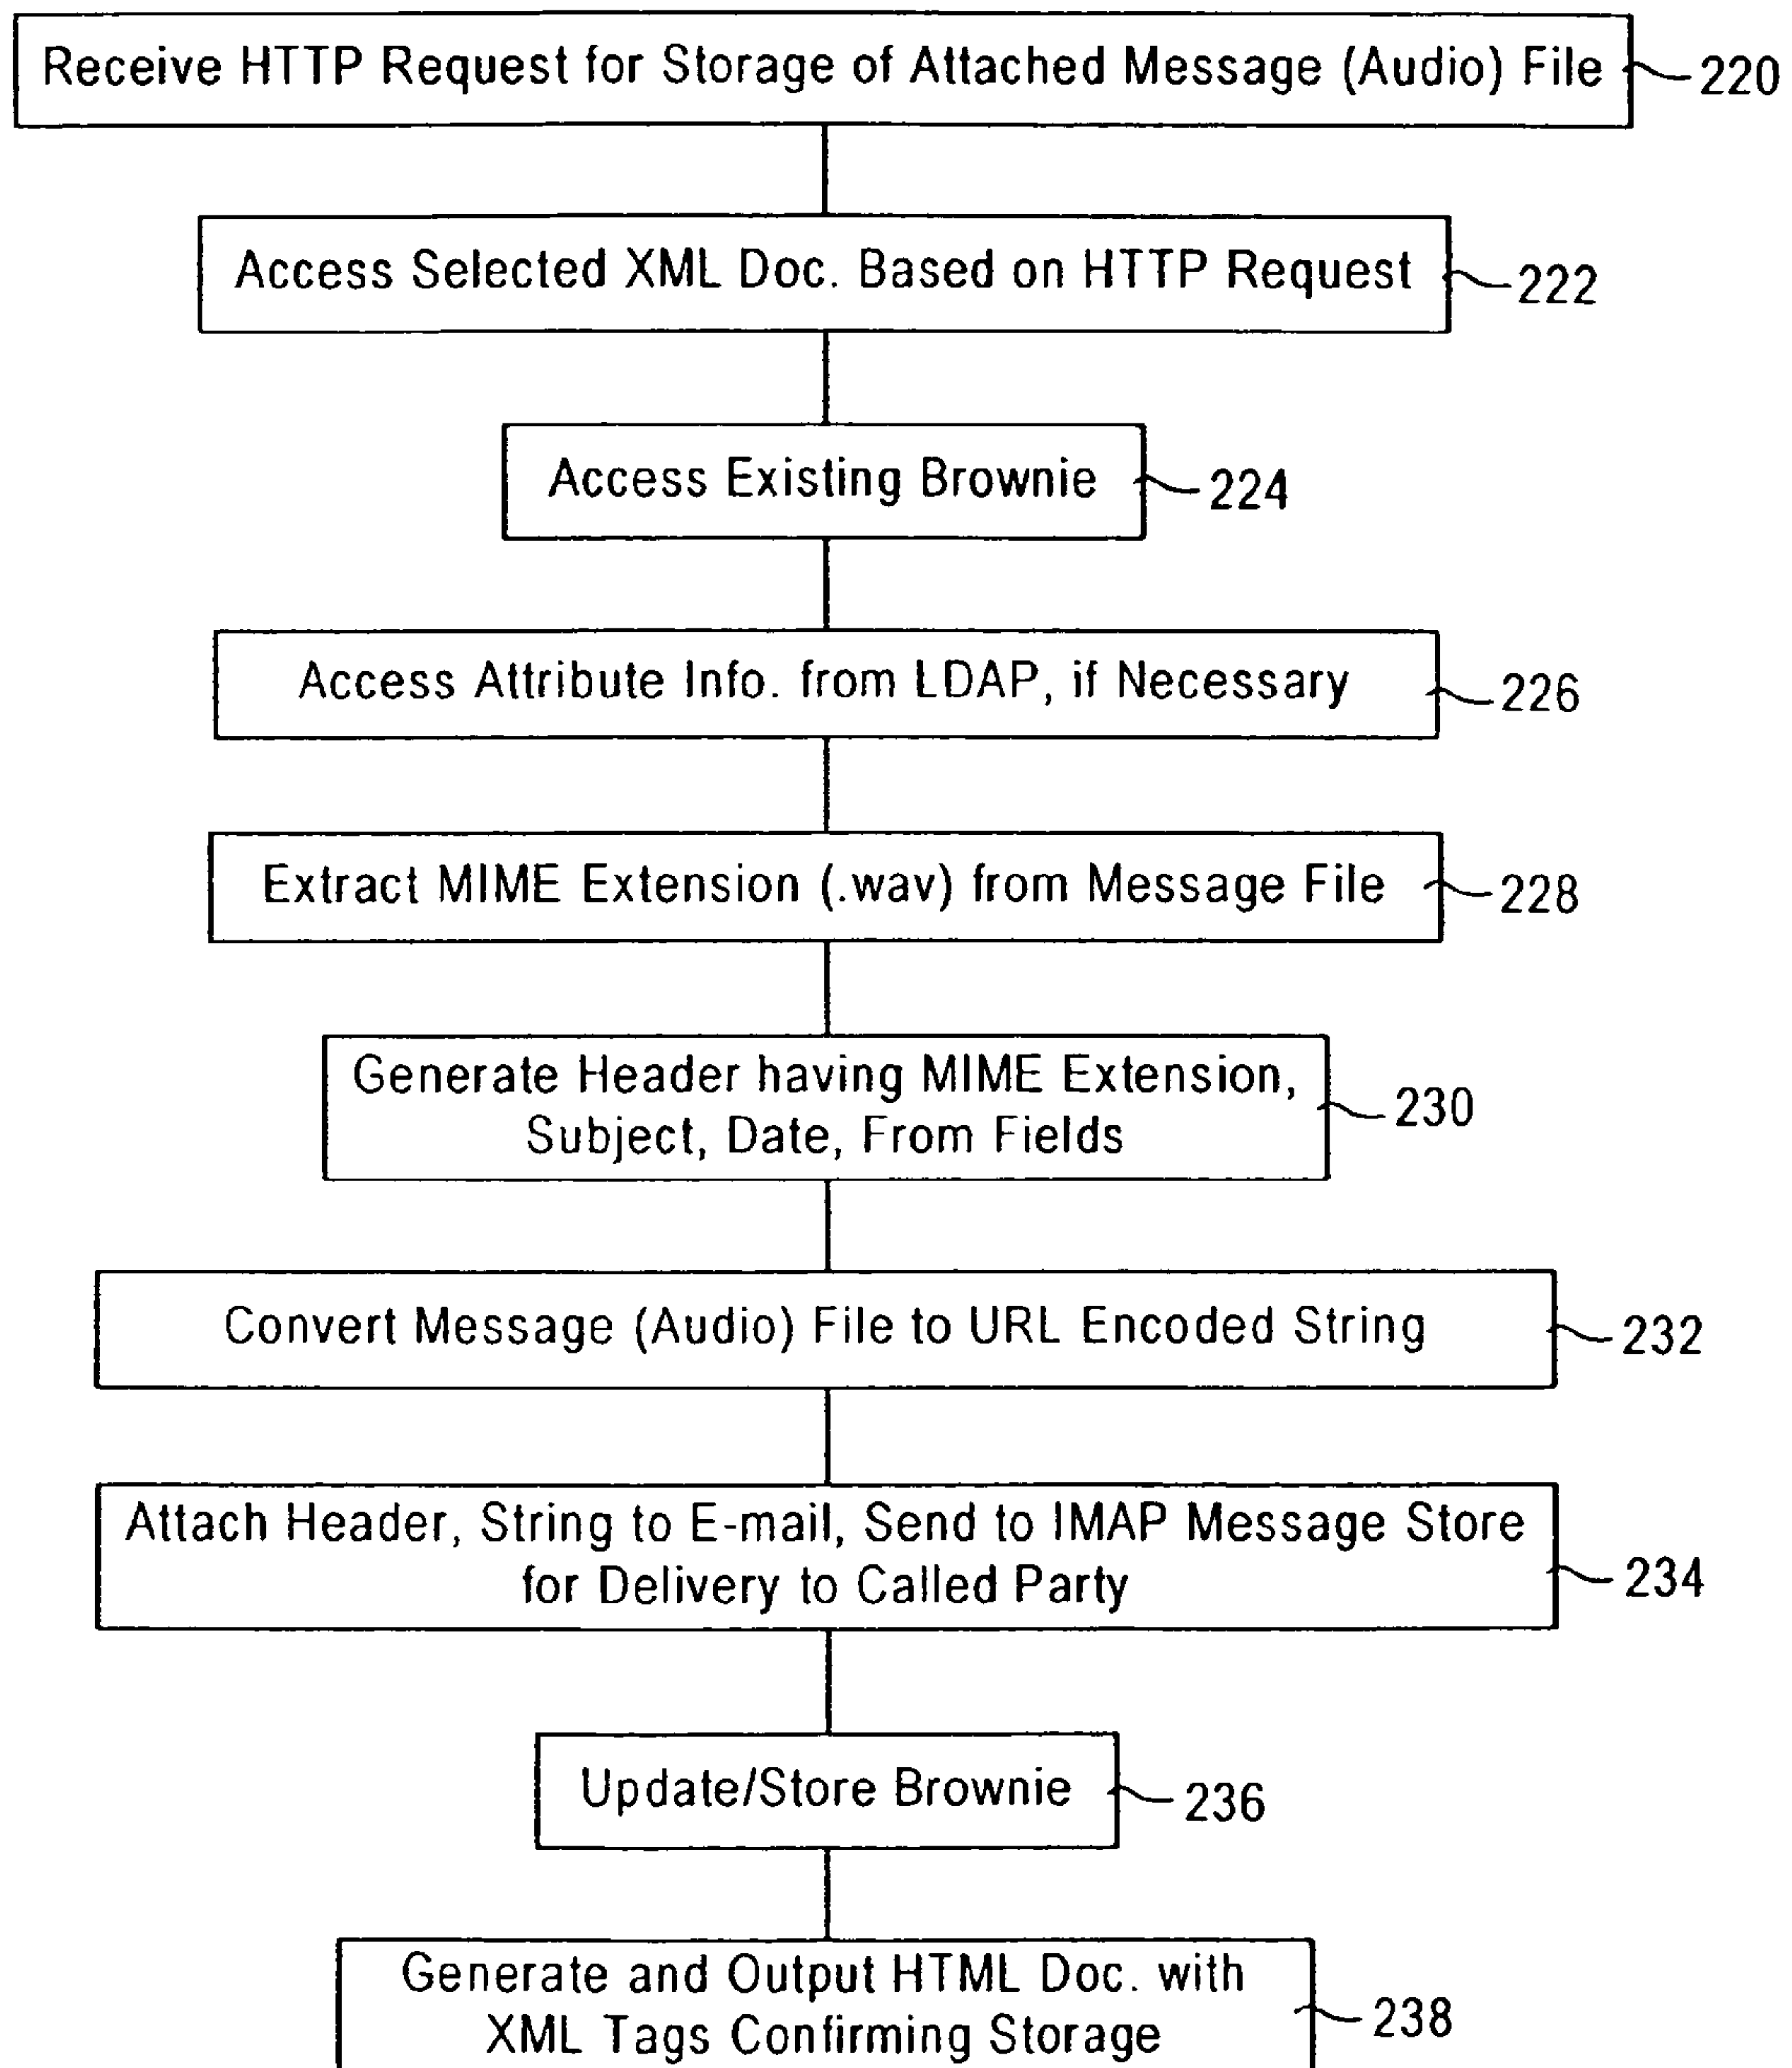 Receive HTTP Request for Storage of Attached Message (Audio) File
220
Access Selected XML Doc. Based on HTTP Request
222
Access Existing Brownie
224
Access Attribute Info. from LDAP, if Necessary
226
Extract MIME Extension (.wav) from Message File
228
Generate Header having MIME Extension,
Subject, Date, From Fields
230
Convert Message (Audio) File to URL Encoded String
232
Attach Header, String to E-mail, Send to IMAP Message Store
for Delivery to Called Party
234
Update/Store Brownie
236
Generate and Output HTML Doc. with
XML Tags Confirming Storage
238